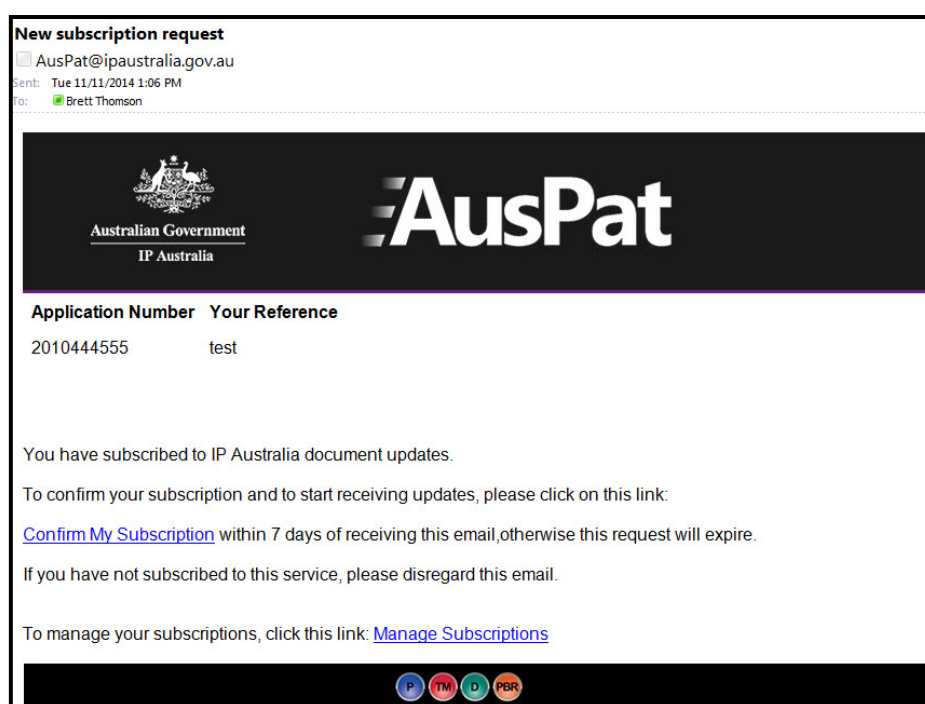 New subscription request
AusPat@ipaustralia.gov.au
Sent: Tue 11/11/2014 1:06 PM
To: Brett Thomson
Australian Government
IP Australia
AusPat
Application Number Your Reference
2010444555 test
You have subscribed to IP Australia document updates.
To confirm your subscription and to start receiving updates, please click on this link:
Confirm My Subscription within 7 days of receiving this email,otherwise this request will expire.
If you have not subscribed to this service, please disregard this email.
To manage your subscriptions, click this link: Manage Subscriptions
P TM D PBR